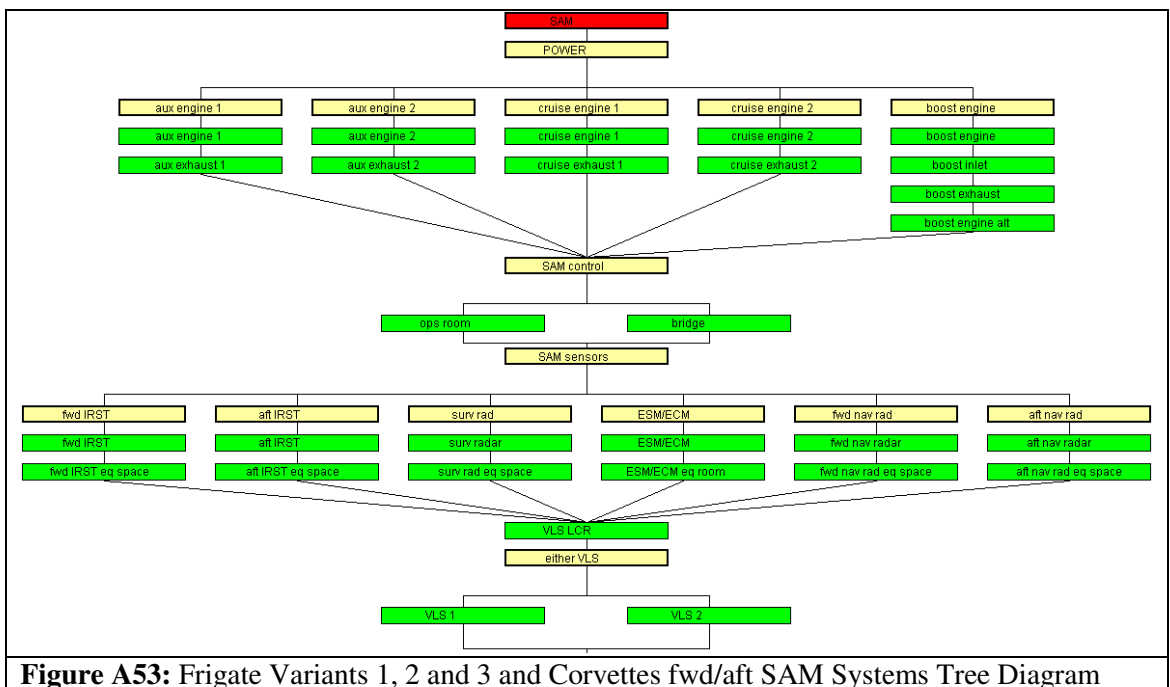 SAM
POWER
aux engine 1 aux engine 2 cruise engine 1 cruise engine 2 boost engine
aux engine 1 aux engine 2 cruise engine 1 cruise engine 2 boost engine
aux exhaust 1 aux exhaust 2 cruise exhaust 1 cruise exhaust 2 boost inlet
boost exhaust
boost engine alt
SAM control
ops room bridge
SAM sensors
fwd IRST aft IRST surv rad ESM/ECM fwd nav rad aft nav rad
fwd IRST aft IRST surv radar ESM/ECM fwd nav radar aft nav radar
fwd IRST eq space aft IRST eq space surv rad eq space ESM/ECM eq room fwd nav rad eq space aft nav rad eq space
VLS LCR
either VLS
VLS 1 VLS 2
Figure A53: Frigate Variants 1, 2 and 3 and Corvettes fwd/aft SAM Systems Tree Diagram